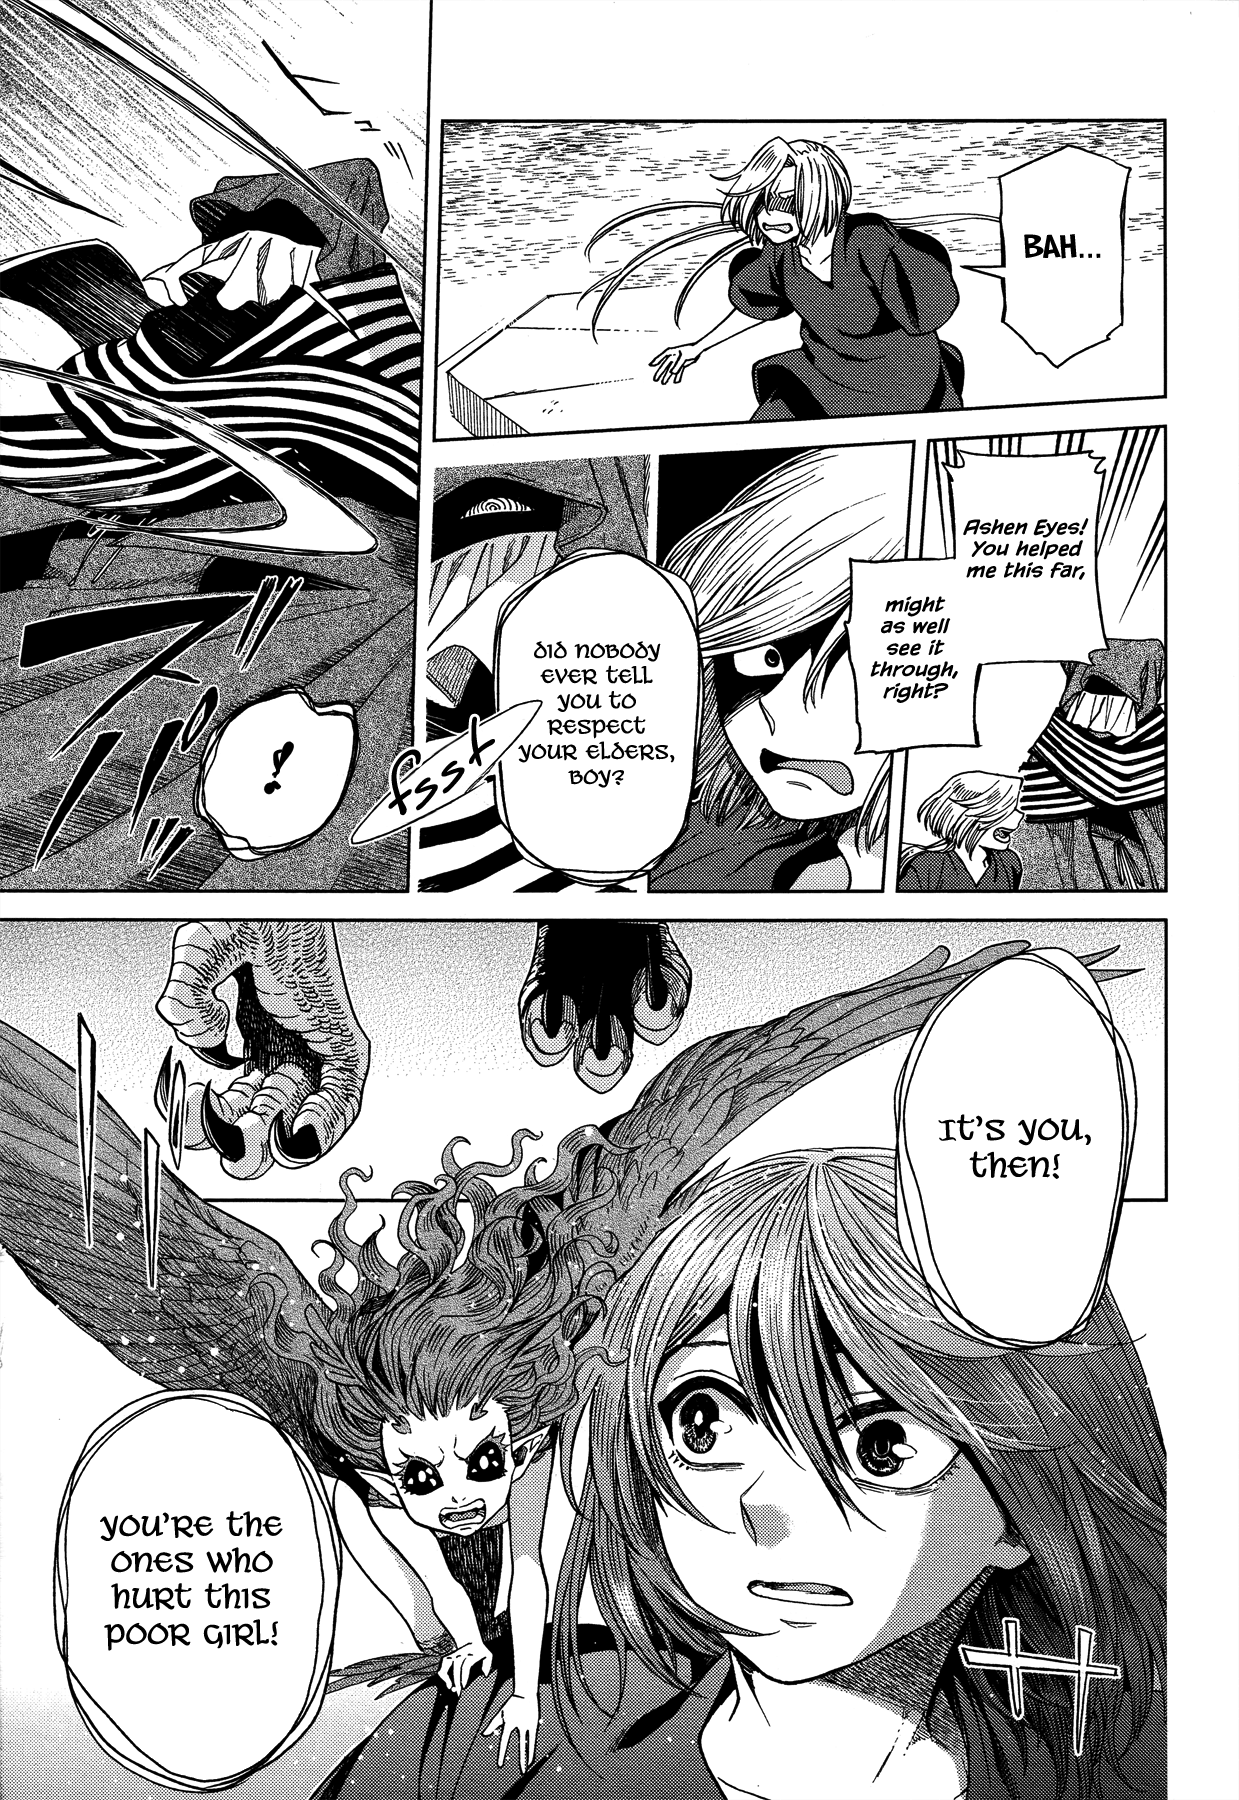 BAH...
Ashen Eyes!
You helped
me this far,
might
as well
see it
through,
right?
did nobody
ever tell
you to
respect
your elders,
boy?
fsst
ズズ
!
It's you,
then!
you're the
ones who
hurt this
poor girl!